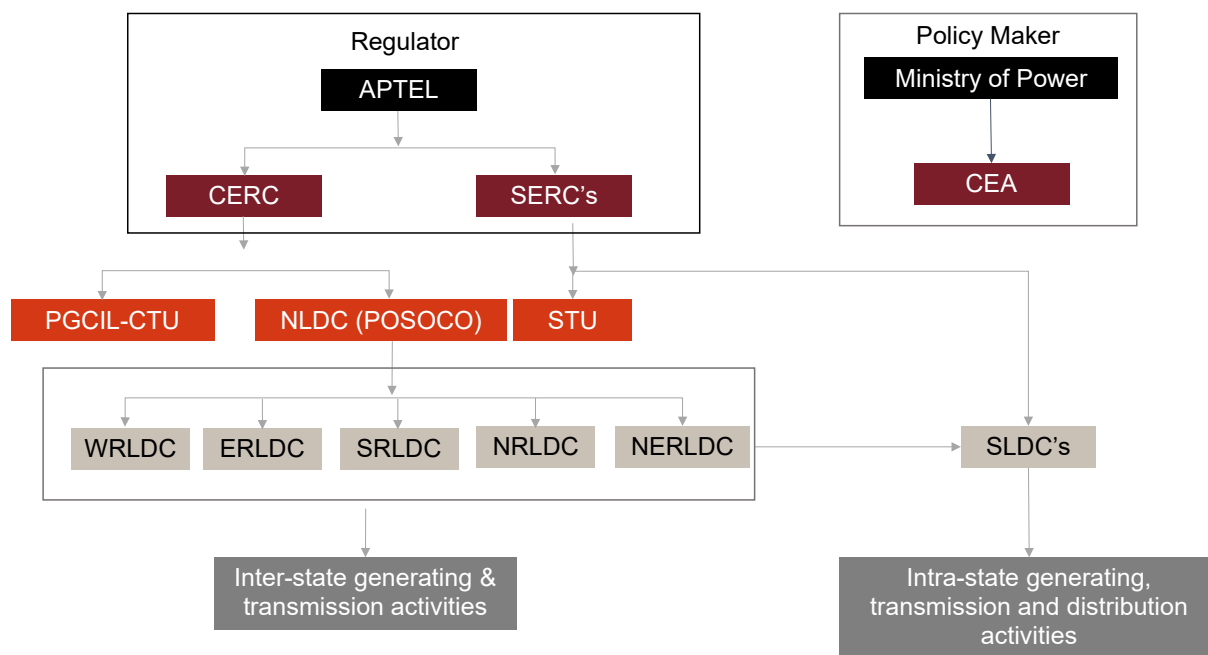 Regulator
APTEL
CERC
SERC’s
Policy Maker
Ministry of Power
CEA
PGCIL-CTU
NLDC (POSOCO)
STU
WRLDC
ERLDC
SRLDC
NRLDC
NERLDC
SLDC’s
Inter-state generating &
transmission activities
Intra-state generating,
transmission and distribution
activities